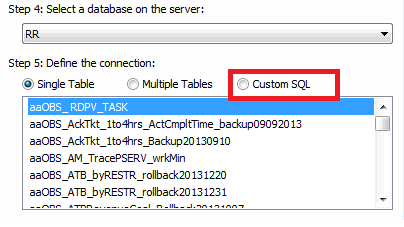 Step 4: Select a database on the server:
RR
Step 5: Define the connection:
Single Table Multiple Tables Custom SQL
aaOBS_RDPV_TASK
aaOBS_AckTkt_1to4hrs_ActCmpltTime_backup09092013
aaOBS_AckTkt_1to4hrs_Backup20130910
aaOBS_AM_TracePSERV_wrkMin
aaOBS_ATB_byRESTR_rollback20131220
aaOBS_ATB_byRESTR_rollback20131231